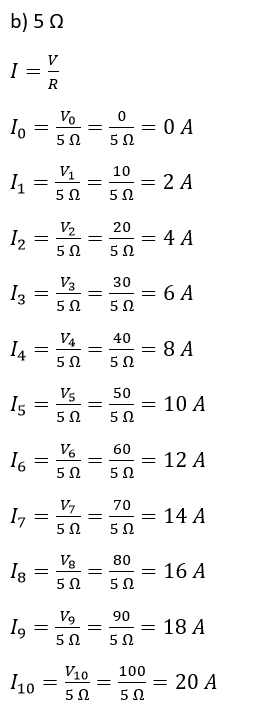 b) 5 Ω
I = V/R
I₀ = V₀/5 Ω = 0/5 Ω = 0 A
I₁ = V₁/5 Ω = 10/5 Ω = 2 A
I₂ = V₂/5 Ω = 20/5 Ω = 4 A
I₃ = V₃/5 Ω = 30/5 Ω = 6 A
I₄ = V₄/5 Ω = 40/5 Ω = 8 A
I₅ = V₅/5 Ω = 50/5 Ω = 10 A
I₆ = V₆/5 Ω = 60/5 Ω = 12 A
I₇ = V₇/5 Ω = 70/5 Ω = 14 A
I₈ = V₈/5 Ω = 80/5 Ω = 16 A
I₉ = V₉/5 Ω = 90/5 Ω = 18 A
I₁₀ = V₁₀/5 Ω = 100/5 Ω = 20 A